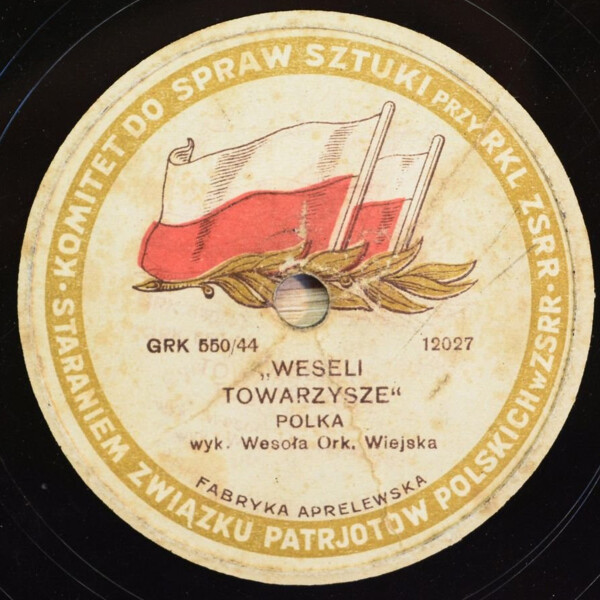 KOMITET DO SPRAW SZTUKI PRZY RKL ZSRR
STARANIEM ZWIĄZKU PATRJOTOW POLSKICH W ZSRR
GRK 550/44 12027
„WESELI
TOWARZYSZE“
POLKA
wyk. Wesoła Ork. Wiejska
FABRYKA APRELEWSKA